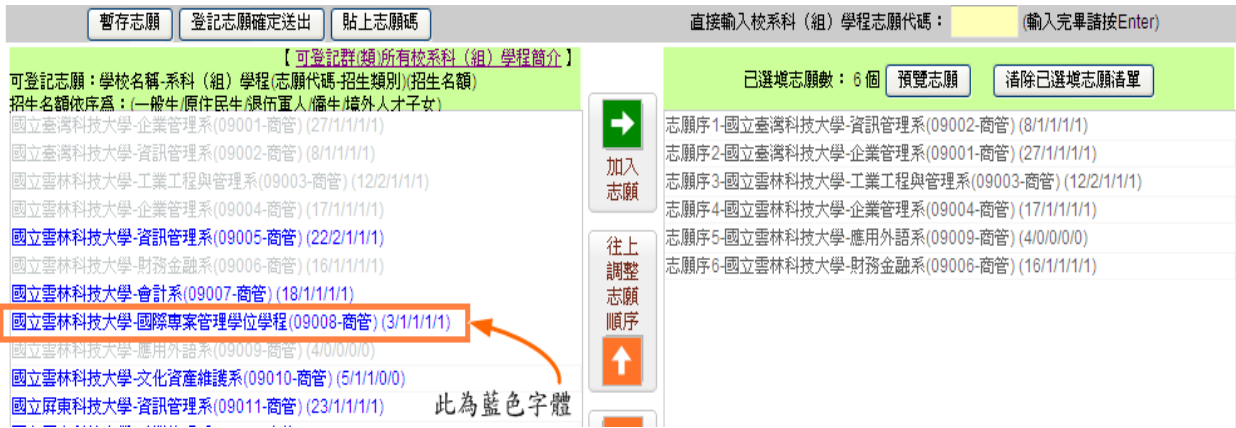 暫存志願 登記志願確定送出 貼上志願碼
直接輸入校系科（組）學程志願代碼： (輸入完畢請按Enter)
【 可登記群(類)所有校系科（組）學程簡介 】
可登記志願：學校名稱-系科（組）學程(志願代碼-招生類別)(招生名額)
招生名額依序為：(一般生/原住民生/退伍軍人/僑生/境外人才子女)
國立臺灣科技大學-企業管理系(09001-商管) (27/1/1/1/1)
國立臺灣科技大學-資訊管理系(09002-商管) (8/1/1/1/1)
國立雲林科技大學-工業工程與管理系(09003-商管) (12/2/1/1/1)
國立雲林科技大學-企業管理系(09004-商管) (17/1/1/1/1)
國立雲林科技大學-資訊管理系(09005-商管) (22/2/1/1/1)
國立雲林科技大學-財務金融系(09006-商管) (16/1/1/1/1)
國立雲林科技大學-會計系(09007-商管) (18/1/1/1/1)
國立雲林科技大學-國際專案管理學位學程(09008-商管) (3/1/1/1/1)
國立雲林科技大學-應用外語系(09009-商管) (4/0/0/0/0)
國立雲林科技大學-文化資產維護系(09010-商管) (5/1/1/0/0)
國立屏東科技大學-資訊管理系(09011-商管) (23/1/1/1/1)
此為藍色字體
加入
志願
往上
調整
志願
順序
已選填志願數： 6個 預覽志願 清除已選填志願清單
志願序1-國立臺灣科技大學-資訊管理系(09002-商管) (8/1/1/1/1)
志願序2-國立臺灣科技大學-企業管理系(09001-商管) (27/1/1/1/1)
志願序3-國立雲林科技大學-工業工程與管理系(09003-商管) (12/2/1/1/1)
志願序4-國立雲林科技大學-企業管理系(09004-商管) (17/1/1/1/1)
志願序5-國立雲林科技大學-應用外語系(09009-商管) (4/0/0/0/0)
志願序6-國立雲林科技大學-財務金融系(09006-商管) (16/1/1/1/1)